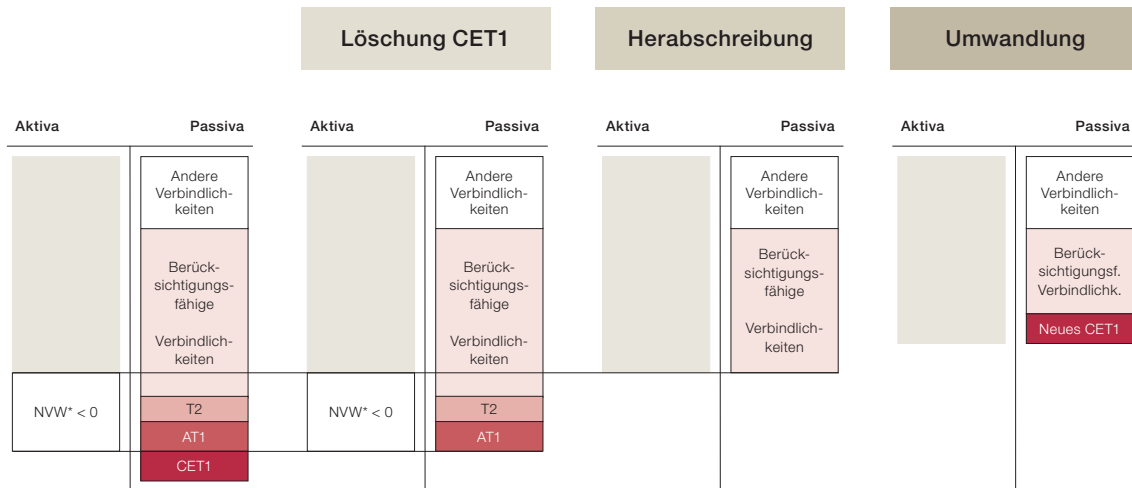 Löschung CET1
Herabschreibung
Umwandlung
Aktiva
Passiva
Aktiva
Passiva
Aktiva
Passiva
Aktiva
Passiva
Andere
Verbindlich-
keiten
Berück-
sichtigungs-
fähige
Verbindlich-
keiten
NVW* < 0
T2
AT1
CET1
Andere
Verbindlich-
keiten
Berück-
sichtigungs-
fähige
Verbindlich-
keiten
NVW* < 0
T2
AT1
Andere
Verbindlich-
keiten
Berück-
sichtigungs-
fähige
Verbindlich-
keiten
Andere
Verbindlich-
keiten
Berück-
sichtigungsf.
Verbindlichk.
Neues CET1